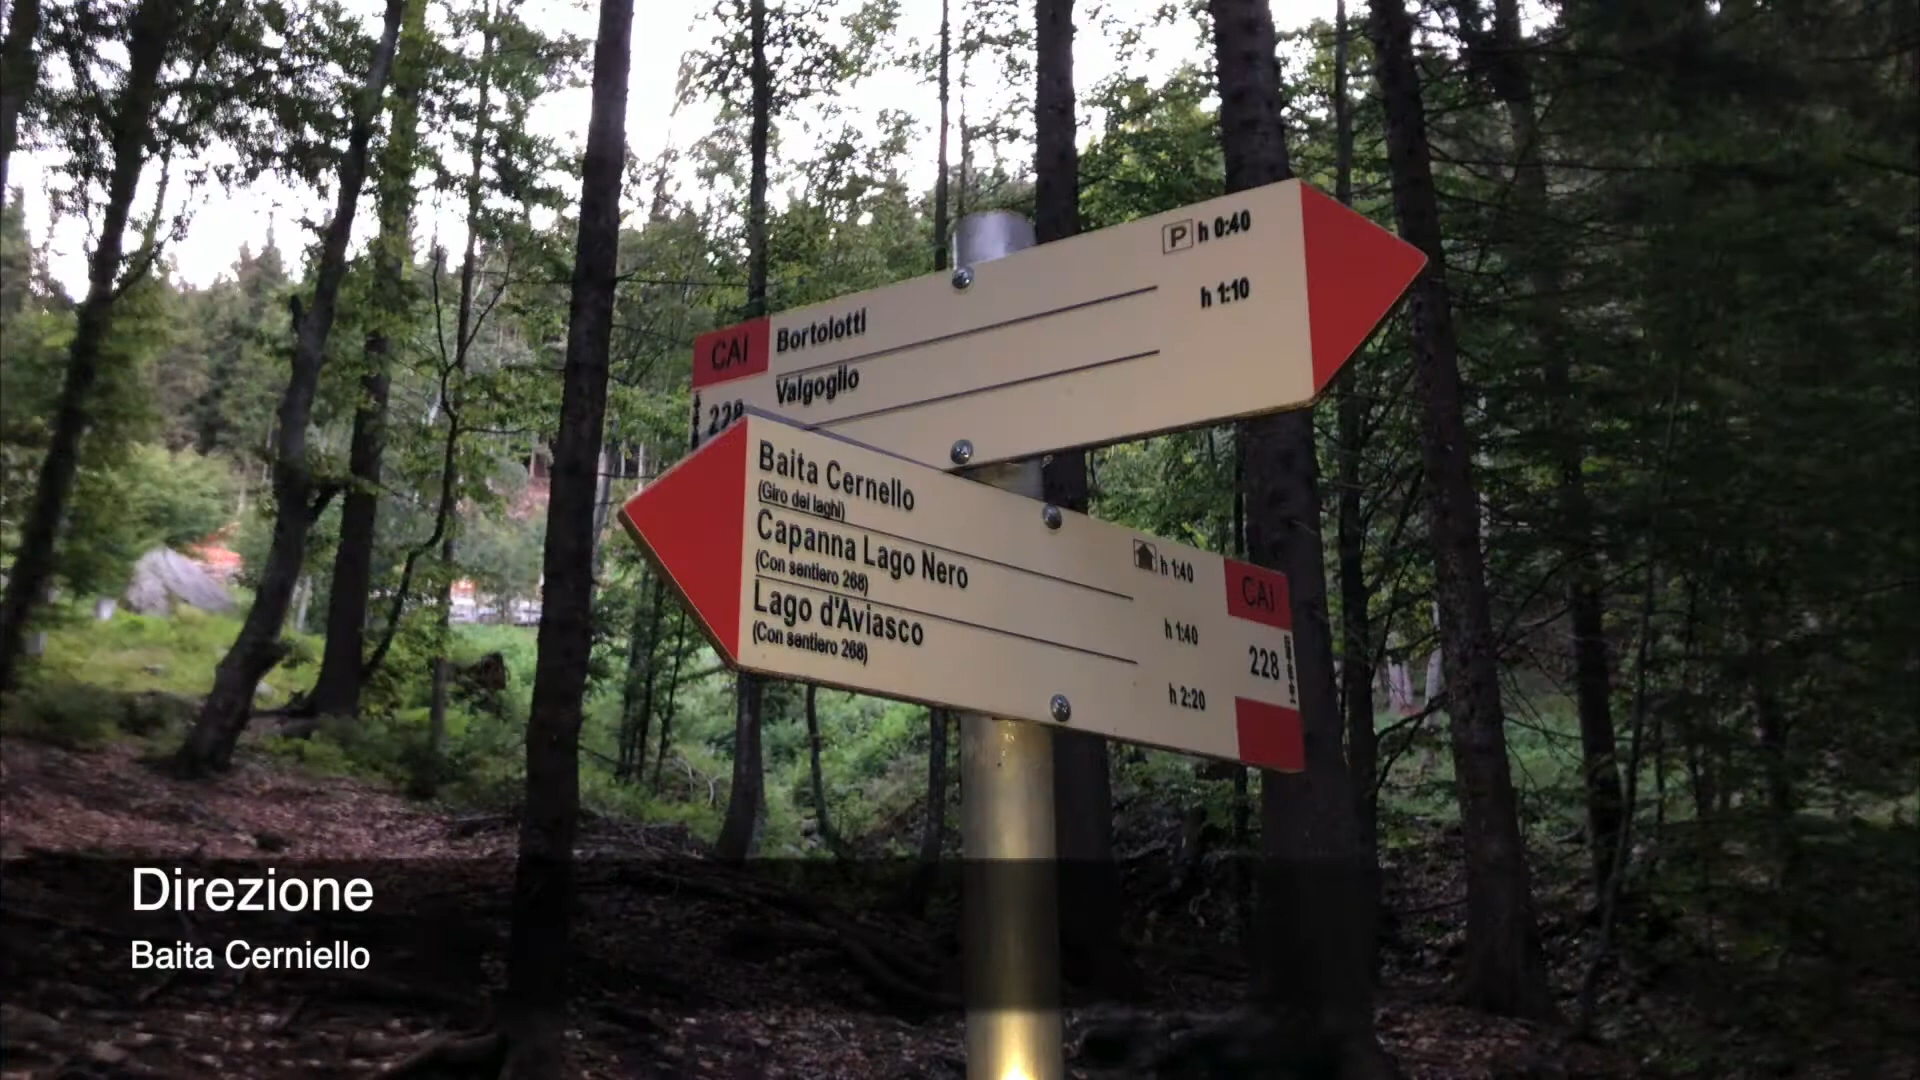 Bortolotti P h 0:40
CAI
Valgoglio h 1:10
228
Baita Cernello h 1:40
(Giro dei laghi)
Capanna Lago Nero h 1:40
(Con sentiero 268)
Lago d'Aviasco h 2:20
(Con sentiero 268)
CAI
228
Direzione
Baita Cerniello